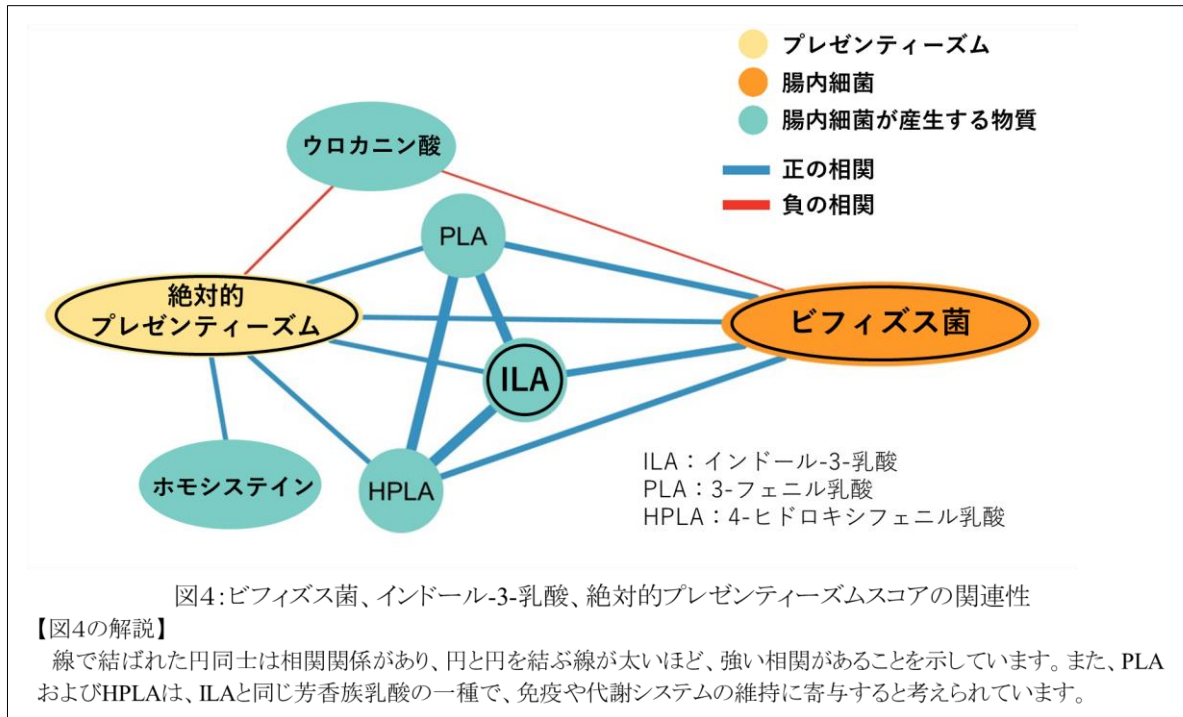 プレゼンティーズム
腸内細菌
腸内細菌が産生する物質
正の相関
負の相関
ウロカニン酸
PLA
絶対的
プレゼンティーズム
ビフィズス菌
ILA
ホモシステイン
HPLA
ILA：インドール-3-乳酸
PLA：3-フェニル乳酸
HPLA：4-ヒドロキシフェニル乳酸
図4：ビフィズス菌、インドール-3-乳酸、絶対的プレゼンティーズムスコアの関連性
【図4の解説】
線で結ばれた円同士は相関関係があり、円と円を結ぶ線が太いほど、強い相関があることを示しています。また、PLA
およびHPLAは、ILAと同じ芳香族乳酸の一種で、免疫や代謝システムの維持に寄与すると考えられています。